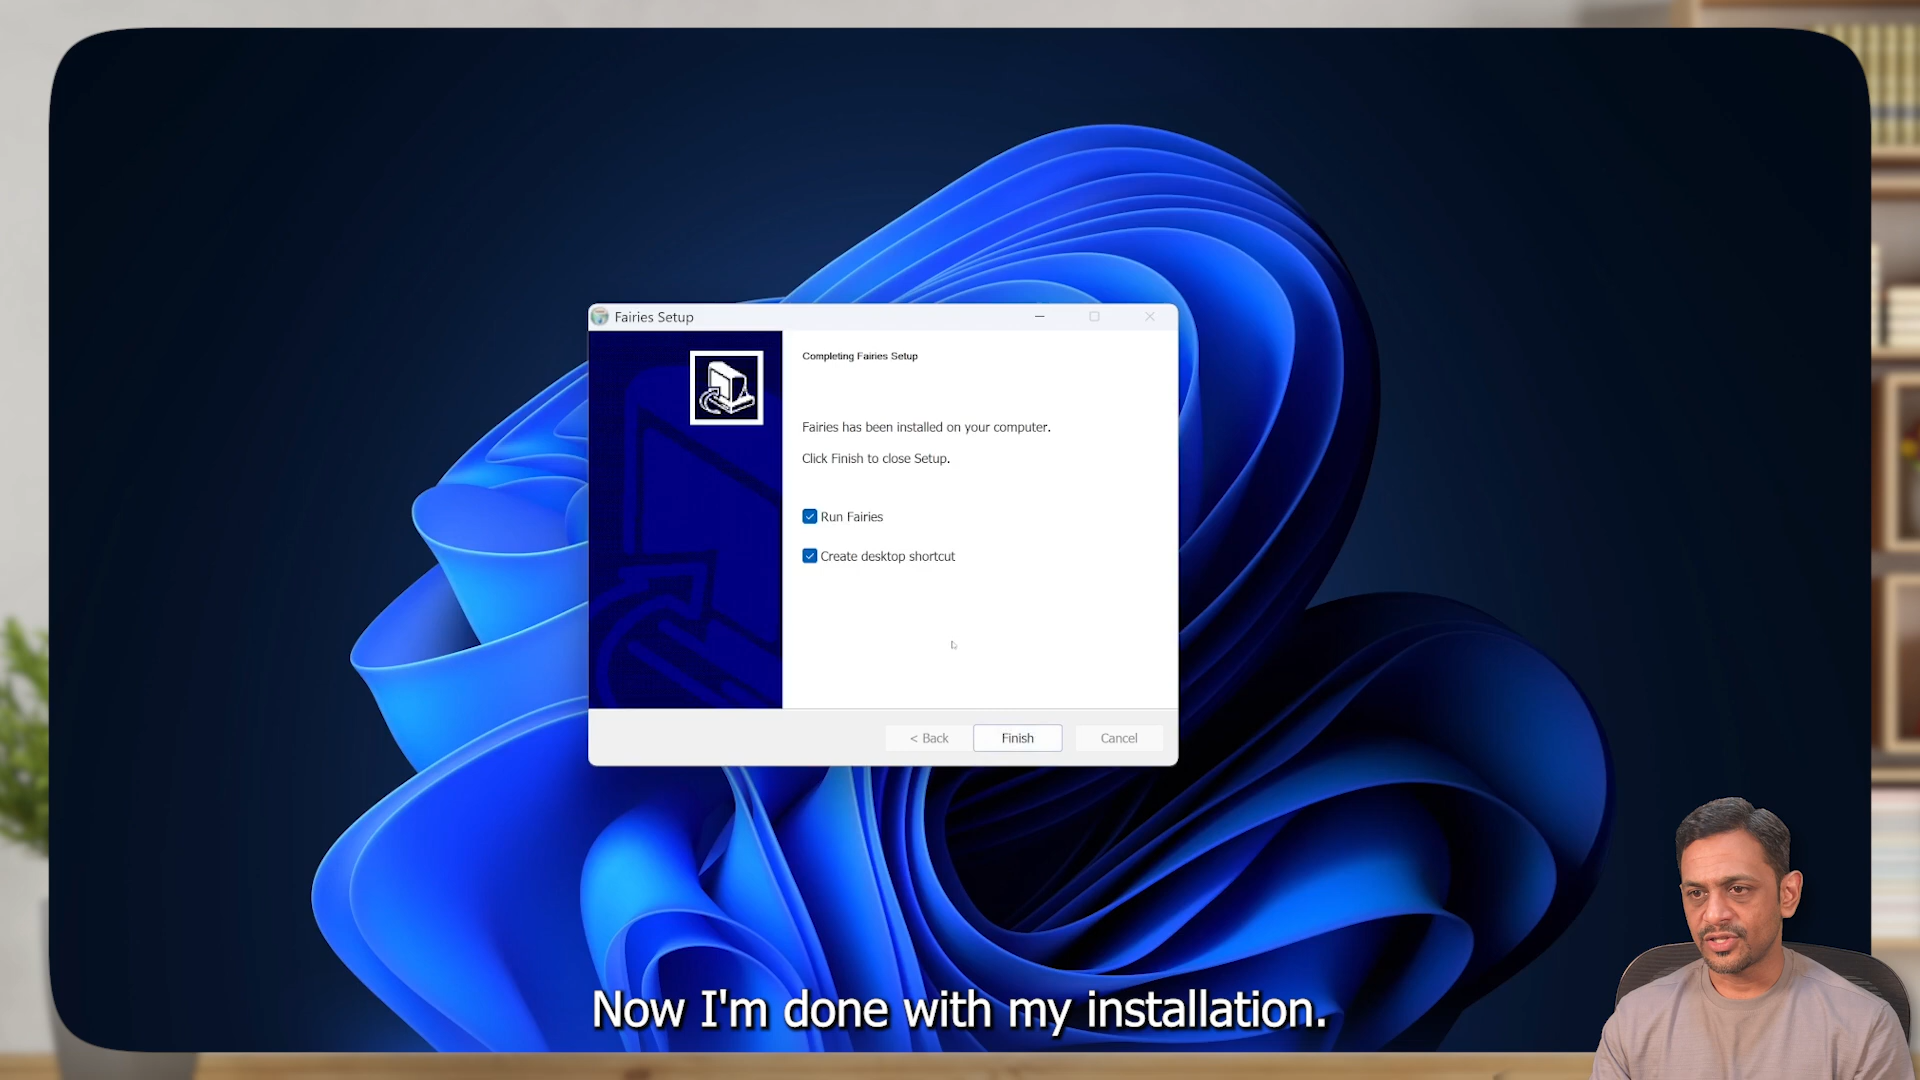 Fairies Setup
Completing Fairies Setup
Fairies has been installed on your computer.
Click Finish to close Setup.
Run Fairies
Create desktop shortcut
< Back
Finish
Cancel
Now I'm done with my installation.